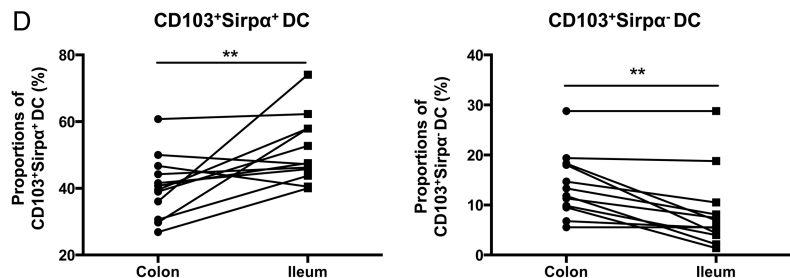 D
CD103⁺Sirpα⁺ DC
Proportions of
CD103⁺Sirpα⁺ DC (%)
80
60
40
20
**
Colon
Ileum
CD103⁺Sirpα⁻ DC
Proportions of
CD103⁺Sirpα⁻ DC (%)
40
30
20
10
0
**
Colon
Ileum